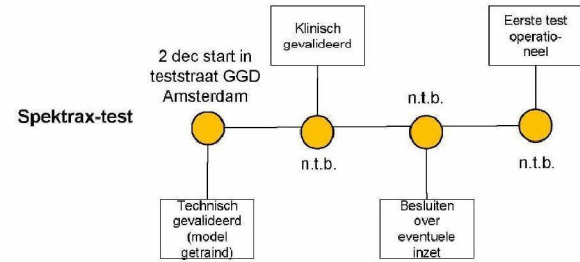 Spektrax-test
2 dec start in
teststraat GGD
Amsterdam
Technisch
gevalideerd
(model
getraind)
Klinisch
gevalideerd
n.t.b.
n.t.b.
Besluiten
over
eventuele
inzet
Eerste test
operatio-
neel
n.t.b.